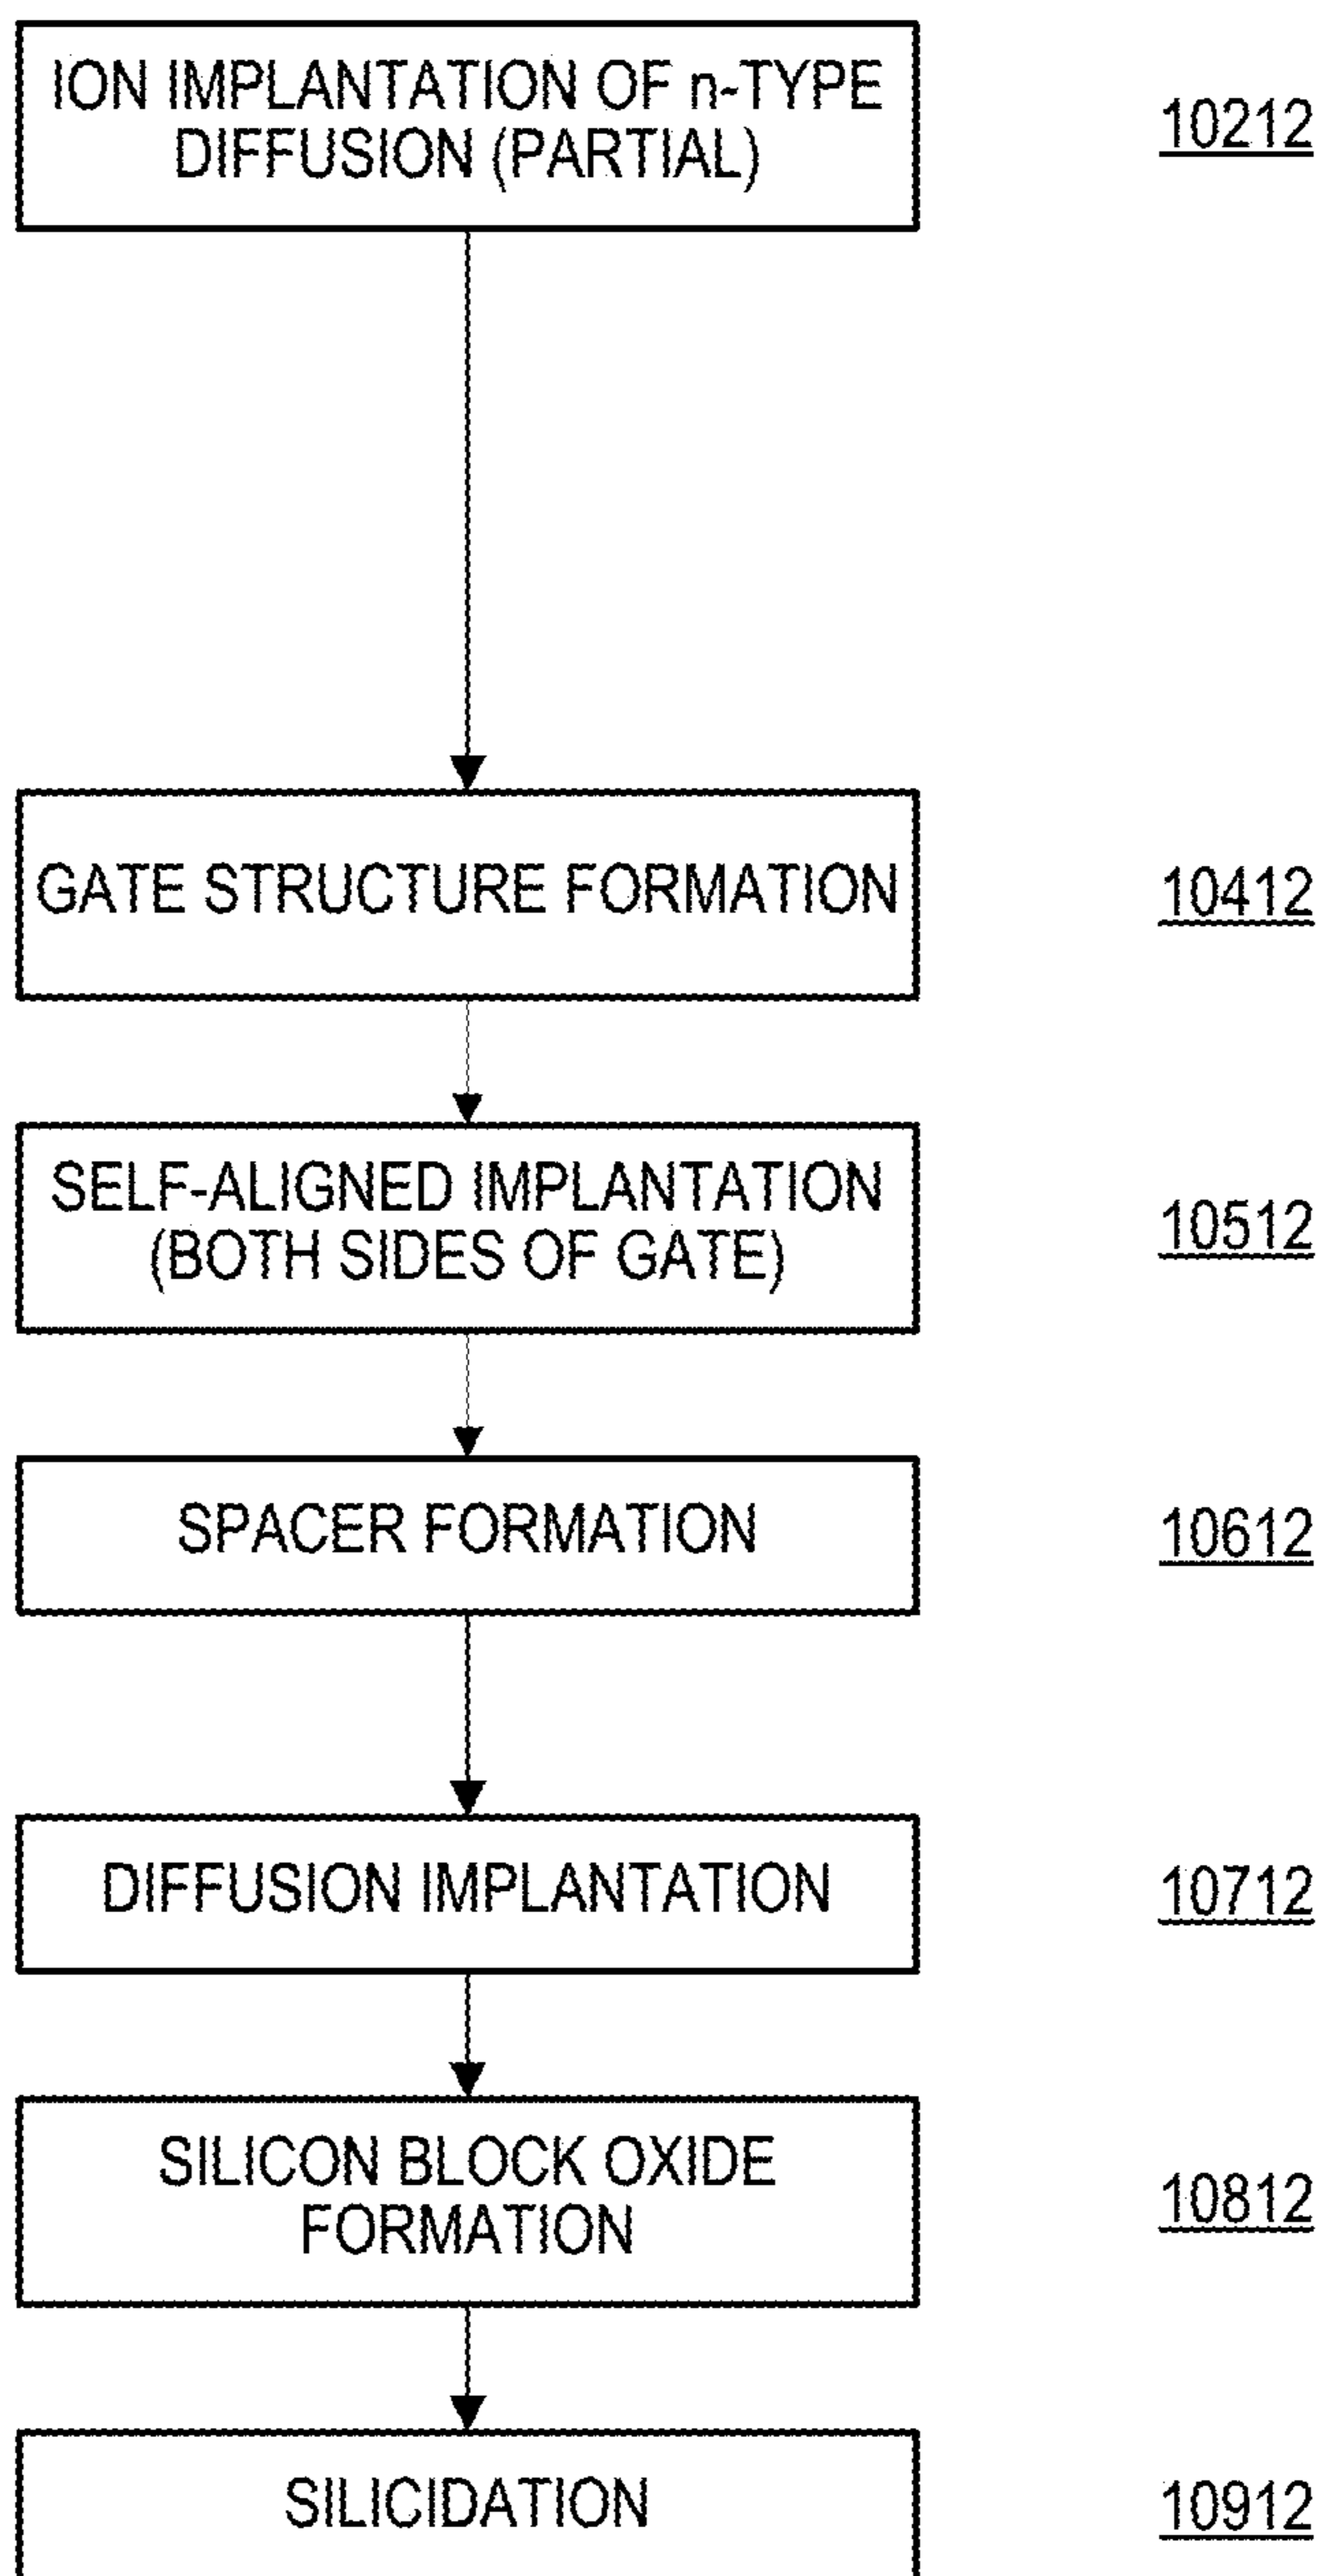 ION IMPLANTATION OF n-TYPE
DIFFUSION (PARTIAL)
10212
GATE STRUCTURE FORMATION
10412
SELF-ALIGNED IMPLANTATION
(BOTH SIDES OF GATE)
10512
SPACER FORMATION
10612
DIFFUSION IMPLANTATION
10712
SILICON BLOCK OXIDE
FORMATION
10812
SILICIDATION
10912